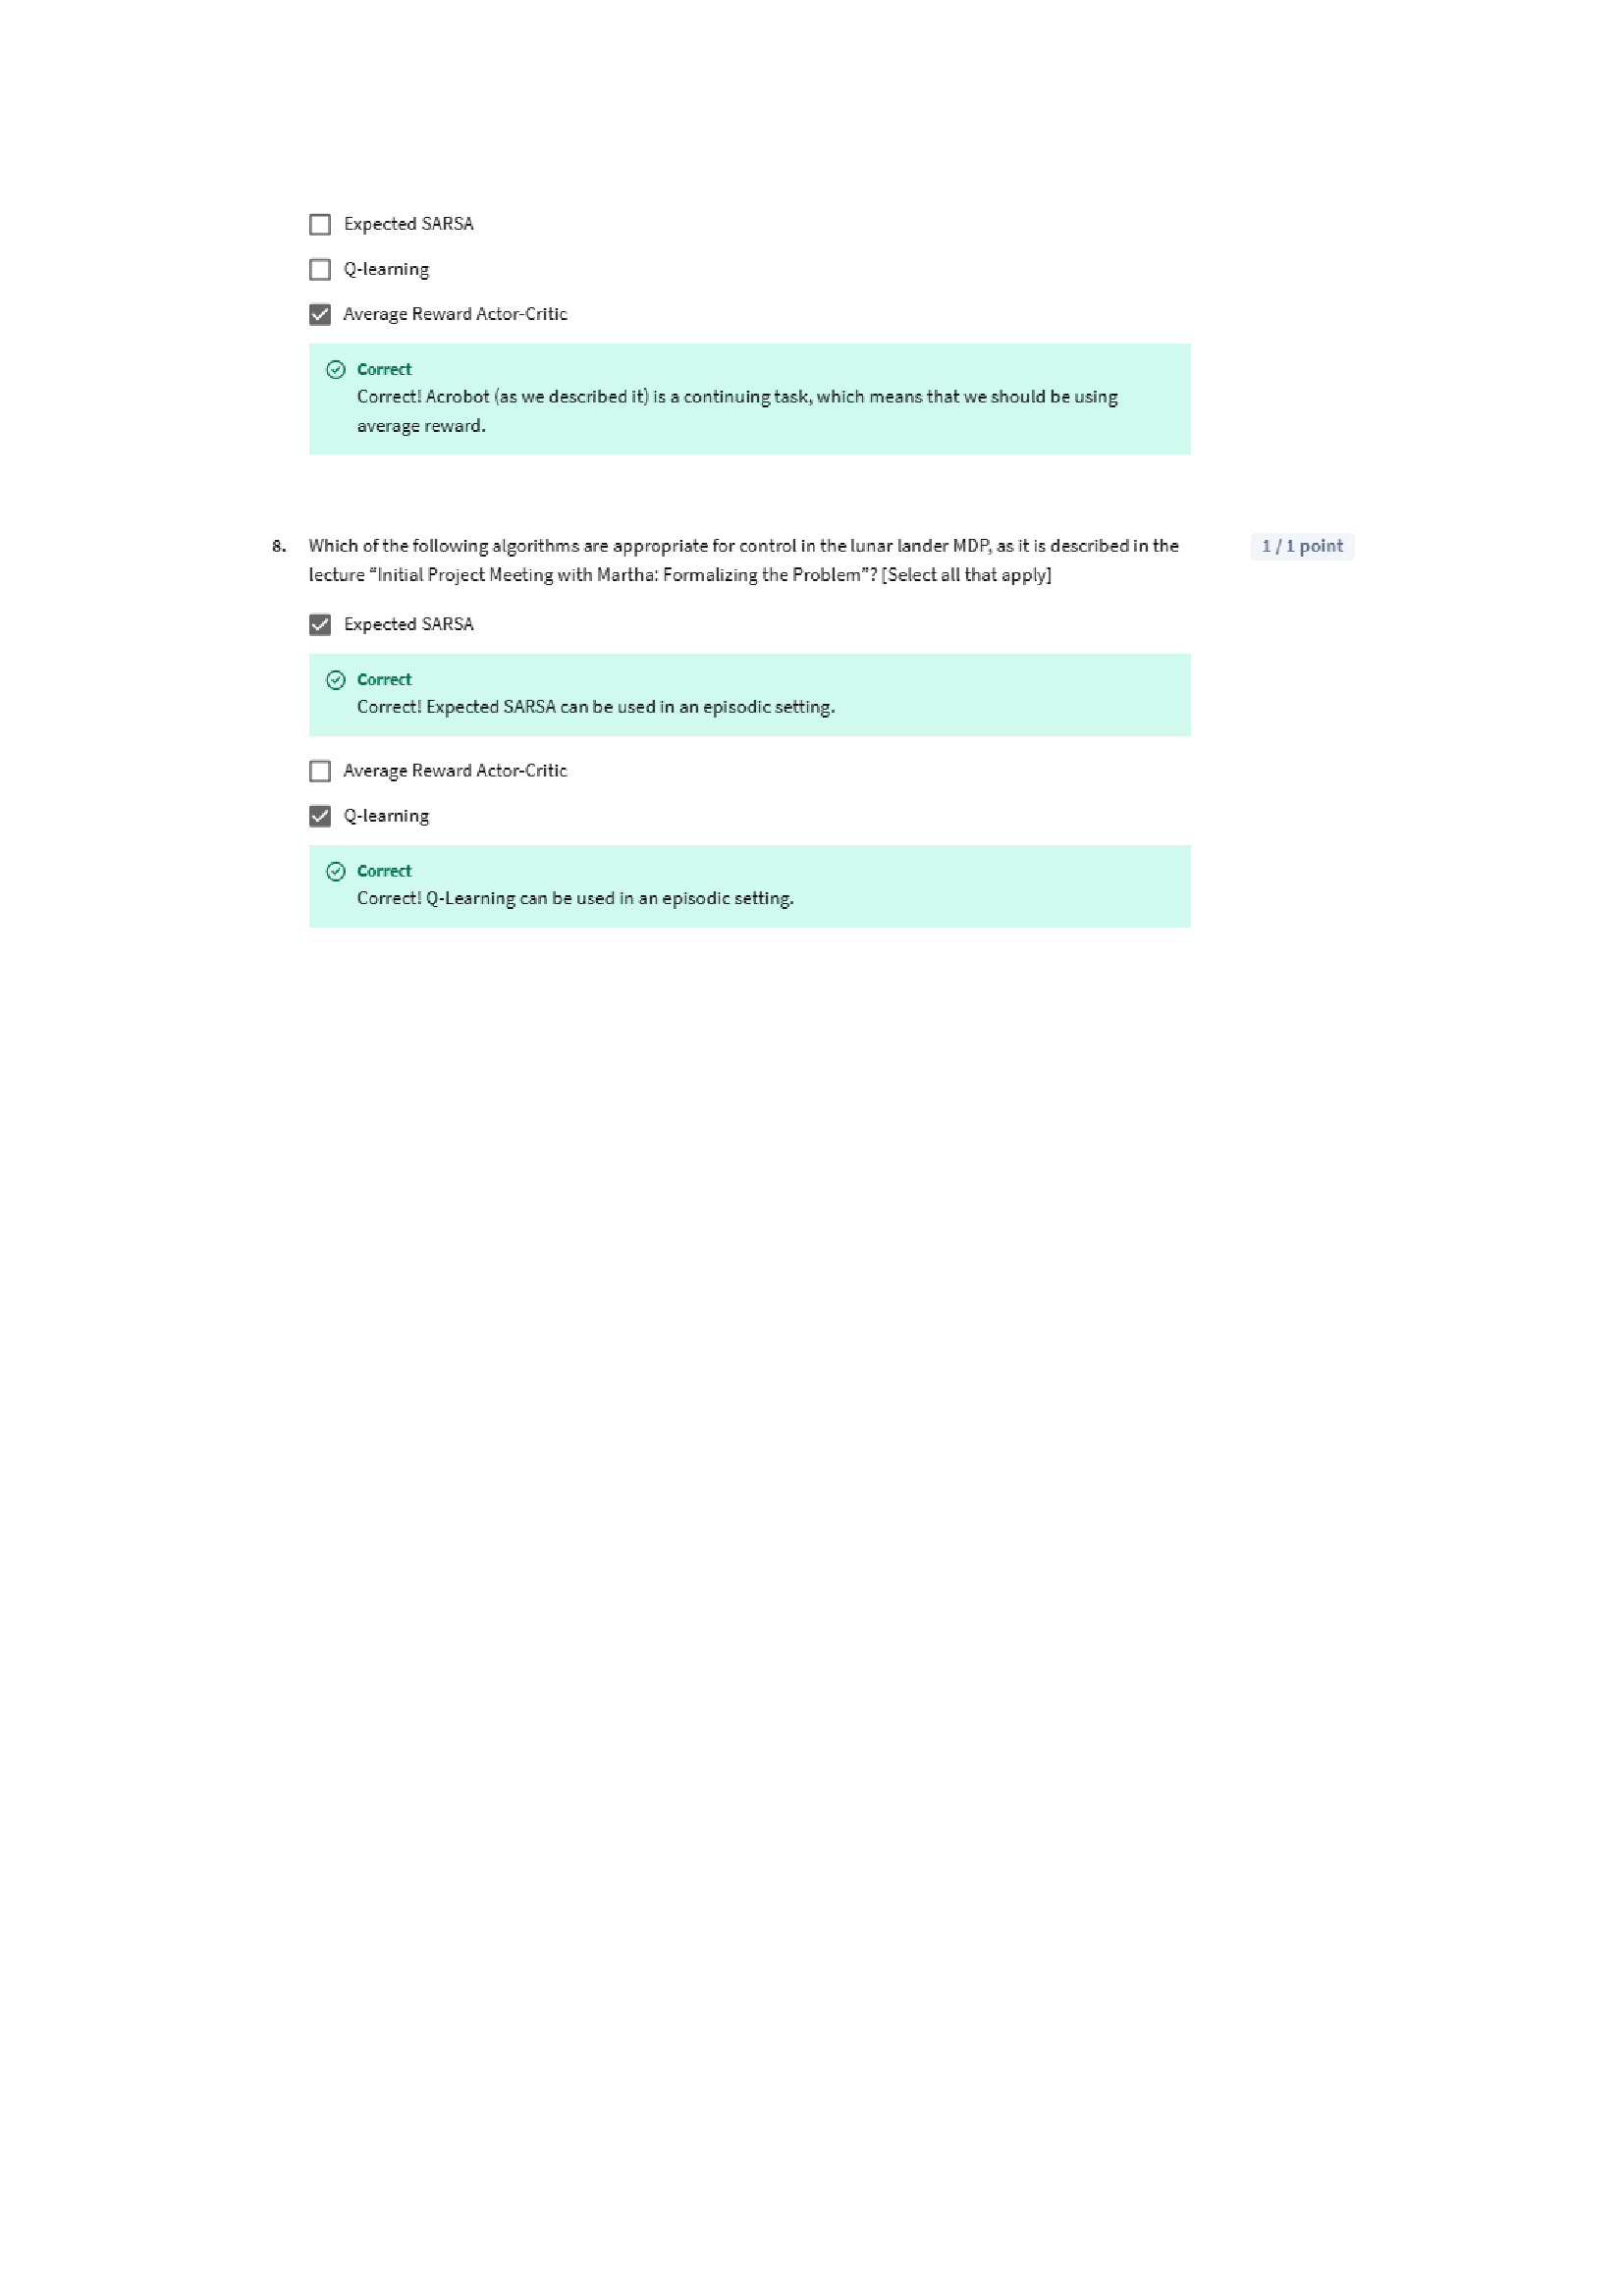 Expected SARSA
Q-learning
Average Reward Actor-Critic
Correct
Correct! Acrobot (as we described it) is a continuing task, which means that we should be using
average reward.
8. Which of the following algorithms are appropriate for control in the lunar lander MDP, as it is described in the
1 / 1 point
lecture “Initial Project Meeting with Martha: Formalizing the Problem”? [Select all that apply]
Expected SARSA
Correct
Correct! Expected SARSA can be used in an episodic setting.
Average Reward Actor-Critic
Q-learning
Correct
Correct! Q-Learning can be used in an episodic setting.